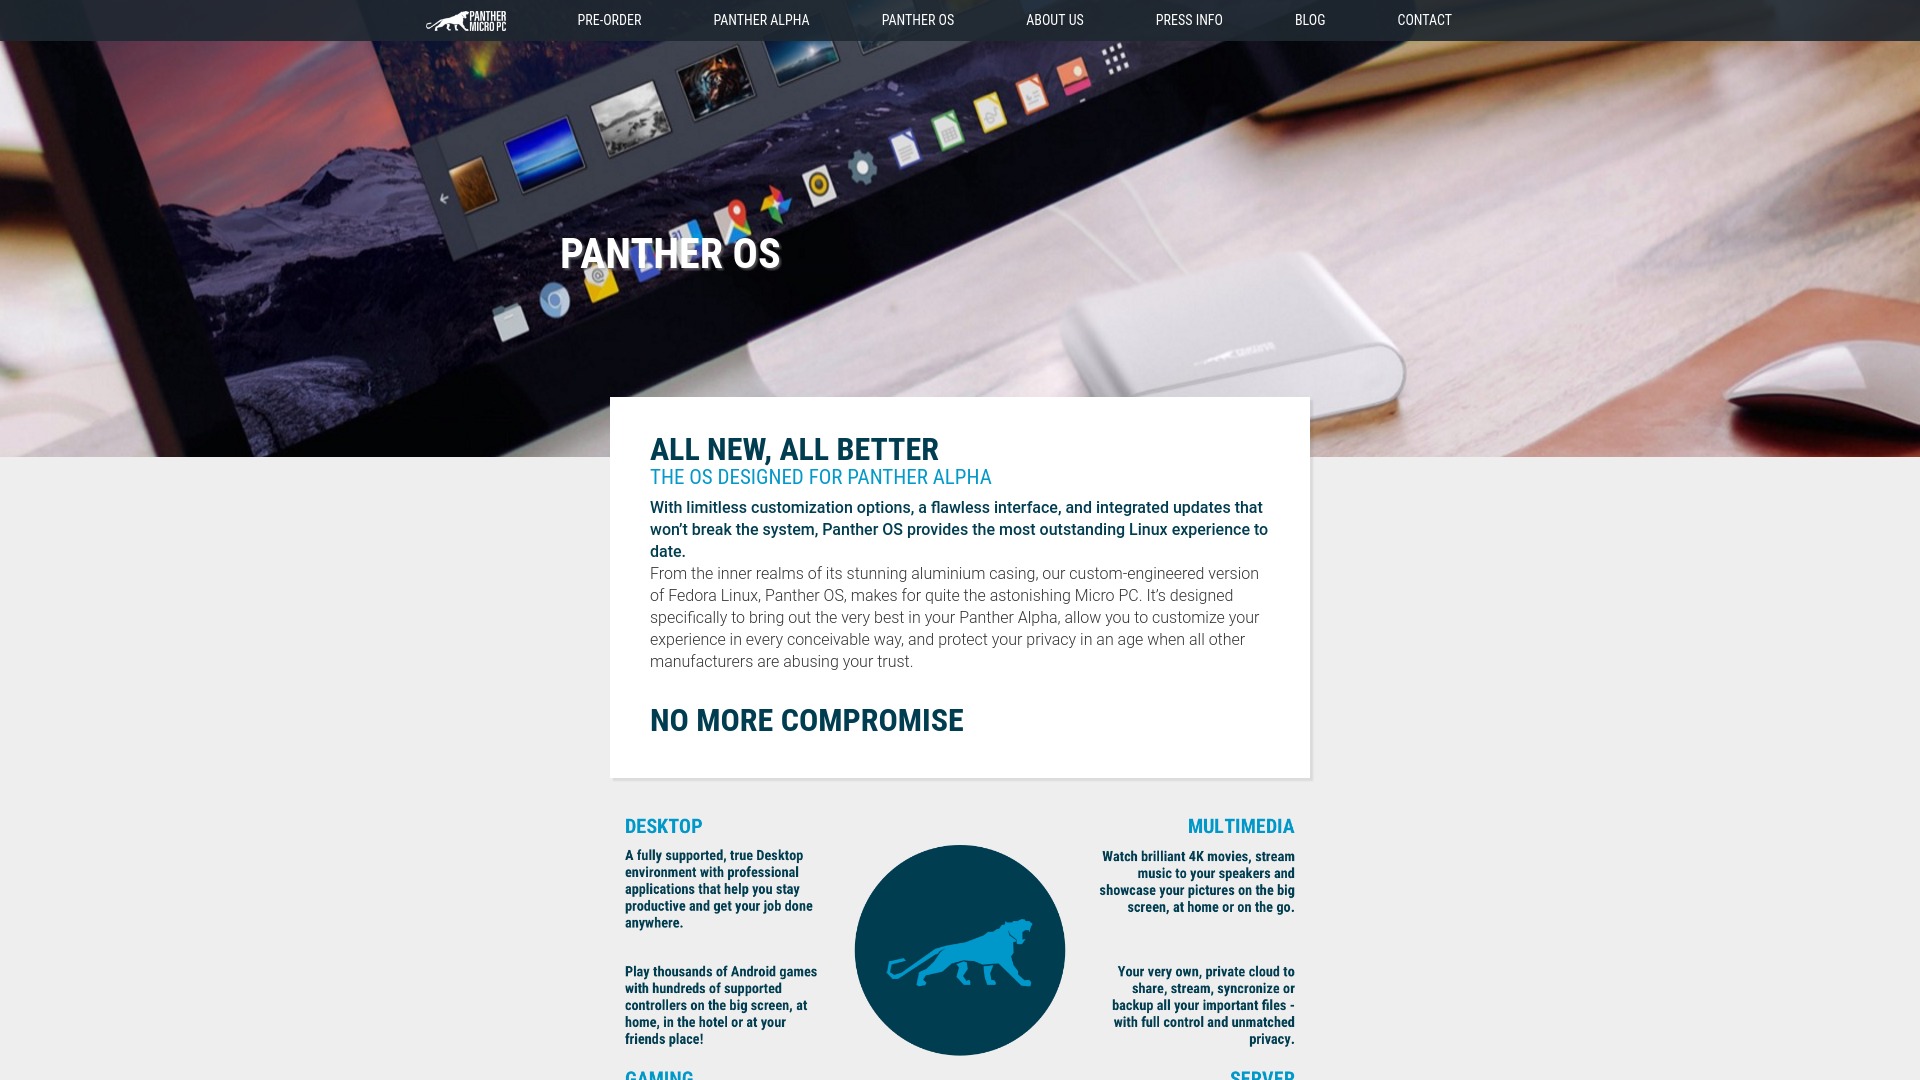 PANTHER
MICRO PC
PRE-ORDER
PANTHER ALPHA
PANTHER OS
ABOUT US
PRESS INFO
BLOG
CONTACT
PANTHER OS
ALL NEW, ALL BETTER
THE OS DESIGNED FOR PANTHER ALPHA
With limitless customization options, a flawless interface, and integrated updates that
won’t break the system, Panther OS provides the most outstanding Linux experience to
date.
From the inner realms of its stunning aluminium casing, our custom-engineered version
of Fedora Linux, Panther OS, makes for quite the astonishing Micro PC. It’s designed
specifically to bring out the very best in your Panther Alpha, allow you to customize your
experience in every conceivable way, and protect your privacy in an age when all other
manufacturers are abusing your trust.
NO MORE COMPROMISE
DESKTOP
A fully supported, true Desktop
environment with professional
applications that help you stay
productive and get your job done
anywhere.
MULTIMEDIA
Watch brilliant 4K movies, stream
music to your speakers and
showcase your pictures on the big
screen, at home or on the go.
Play thousands of Android games
with hundreds of supported
controllers on the big screen, at
home, in the hotel or at your
friends place!
GAMING
Your very own, private cloud to
share, stream, syncronize or
backup all your important files -
with full control and unmatched
privacy.
SERVER